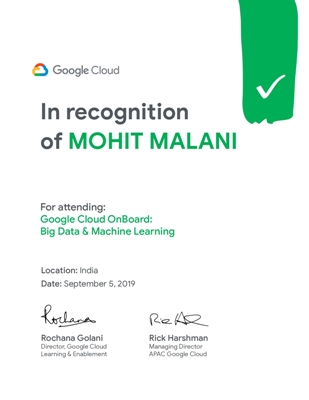 Google Cloud
In recognition
of MOHIT MALANI
For attending:
Google Cloud OnBoard:
Big Data & Machine Learning
Location: India
Date: September 5, 2019
Rochana Golani
Director, Google Cloud
Learning & Enablement
Rick Harshman
Managing Director
APAC Google Cloud